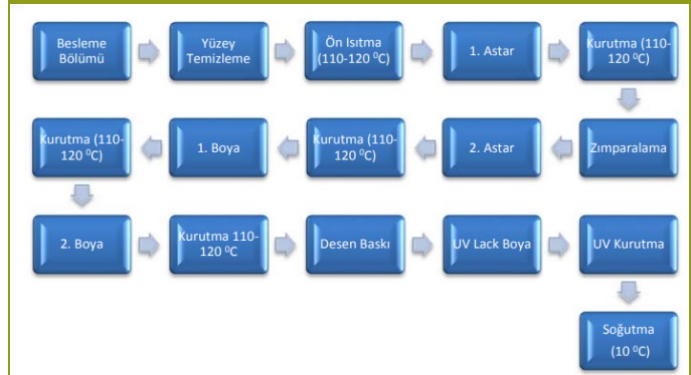 Besleme
Bölümü
Yüzey
Temizleme
Ön Isıtma
(110-120 ⁰C)
1. Astar
Kurutma (110-
120 ⁰C)
Zımparalama
2. Astar
Kurutma (110-
120 ⁰C)
1. Boya
Kurutma (110-
120 ⁰C)
2. Boya
Kurutma 110-
120 ⁰C
Desen Baskı
UV Lack Boya
UV Kurutma
Soğutma
(10 ⁰C)